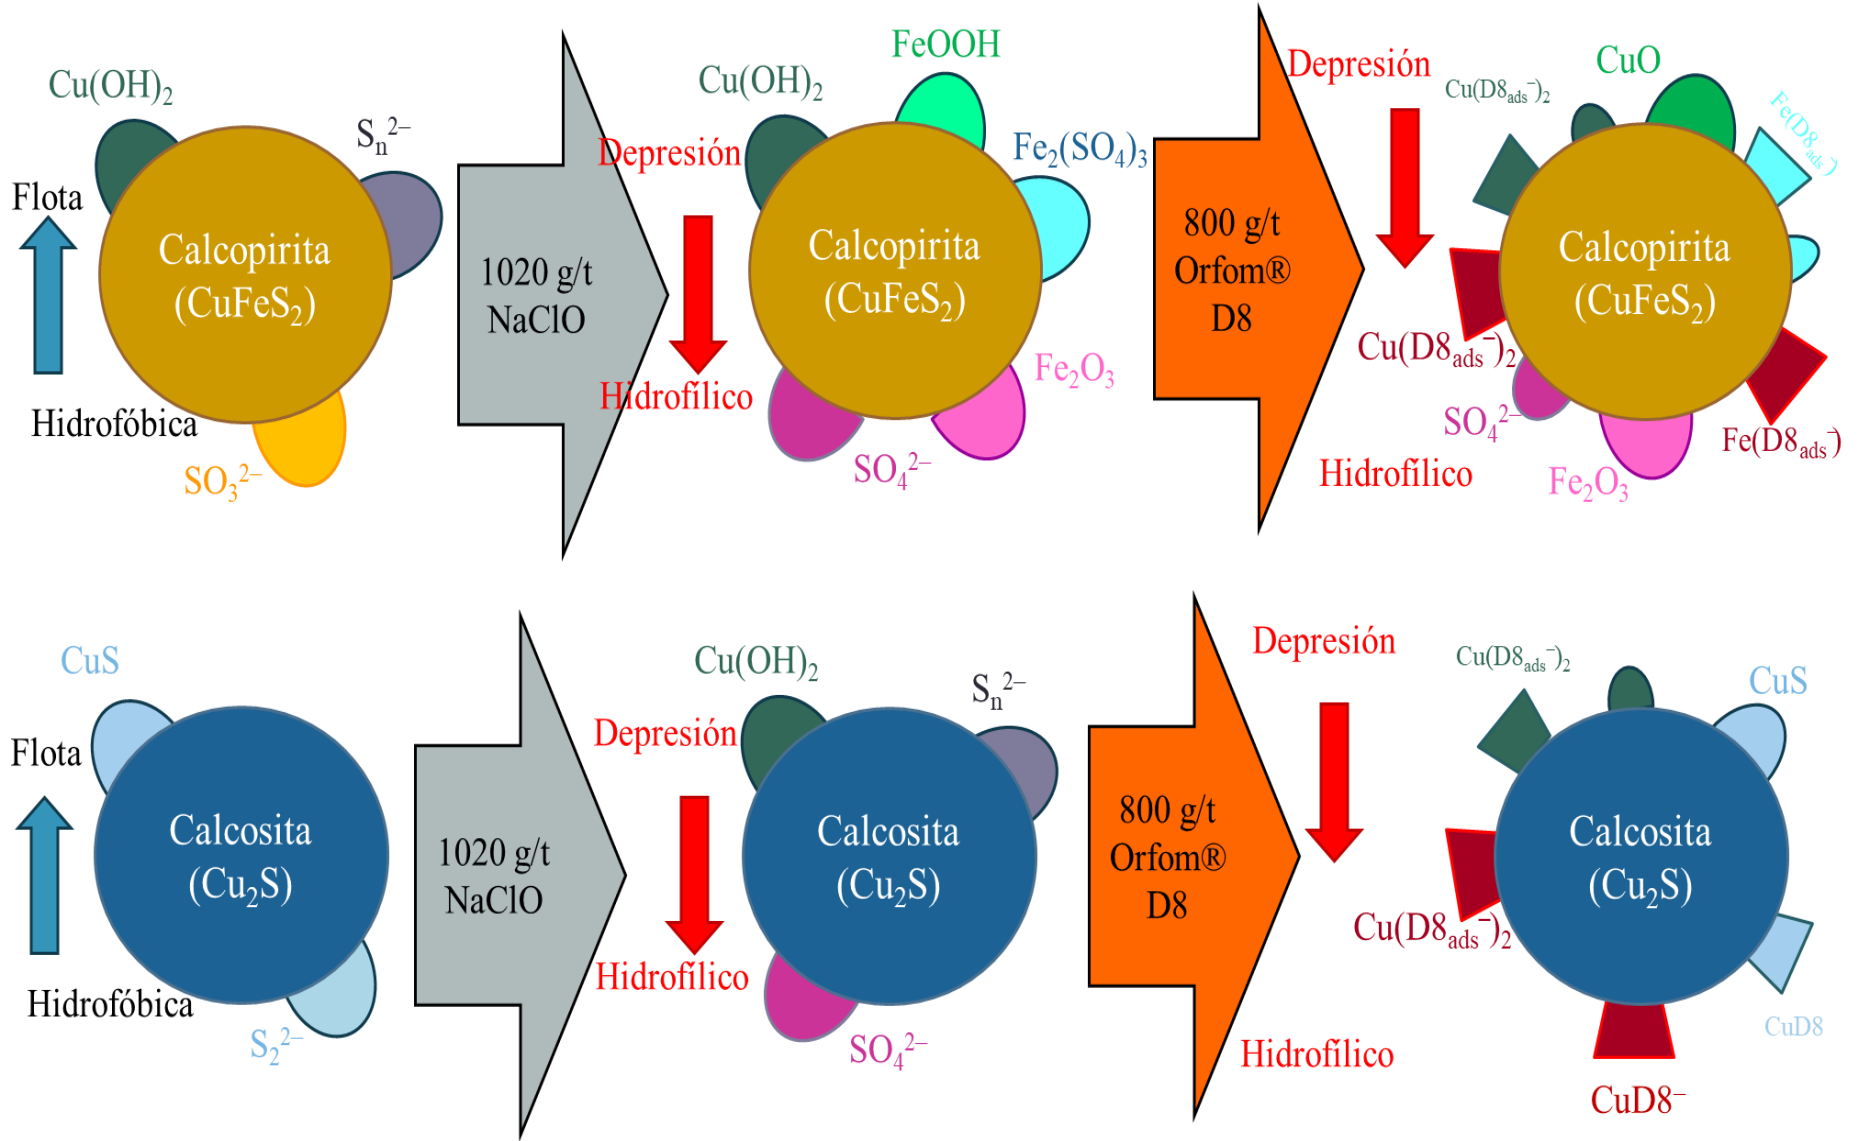 Cu(OH)₂
Sₙ²⁻
Flota
Calcopirita
(CuFeS₂)
Hidrofóbica
SO₃²⁻
1020 g/t
NaClO
Depresión
Hidrofílico
Cu(OH)₂
FeOOH
Fe₂(SO₄)₃
Calcopirita
(CuFeS₂)
Fe₂O₃
SO₄²⁻
800 g/t
Orfom®
D8
Depresión
Hidrofílico
Cu(D8ₐdₛ⁻)₂
CuO
Fe(D8ₐdₛ⁻)
Calcopirita
(CuFeS₂)
Cu(D8ₐdₛ⁻)₂
SO₄²⁻
Fe₂O₃
Fe(D8ₐdₛ⁻)
CuS
Flota
Calcosita
(Cu₂S)
Hidrofóbica
S₂²⁻
1020 g/t
NaClO
Depresión
Hidrofílico
Cu(OH)₂
Sₙ²⁻
Calcosita
(Cu₂S)
SO₄²⁻
800 g/t
Orfom®
D8
Depresión
Hidrofílico
Cu(D8ₐdₛ⁻)₂
CuS
Calcosita
(Cu₂S)
Cu(D8ₐdₛ⁻)₂
CuD8
CuD8⁻